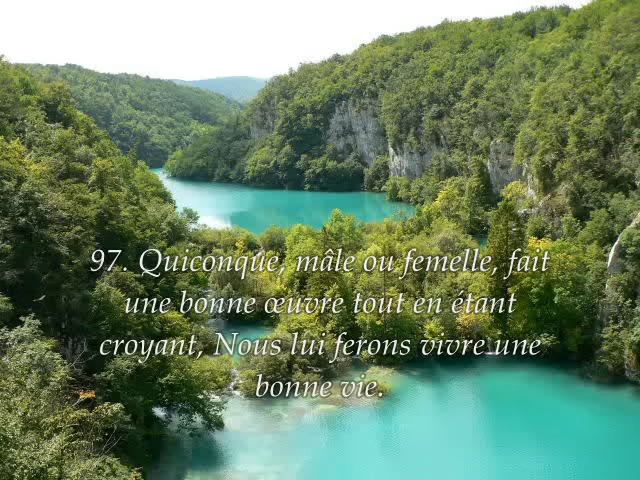 97. Quiconque, mâle ou femelle, fait
une bonne œuvre tout en étant
croyant, Nous lui ferons vivre une
bonne vie.